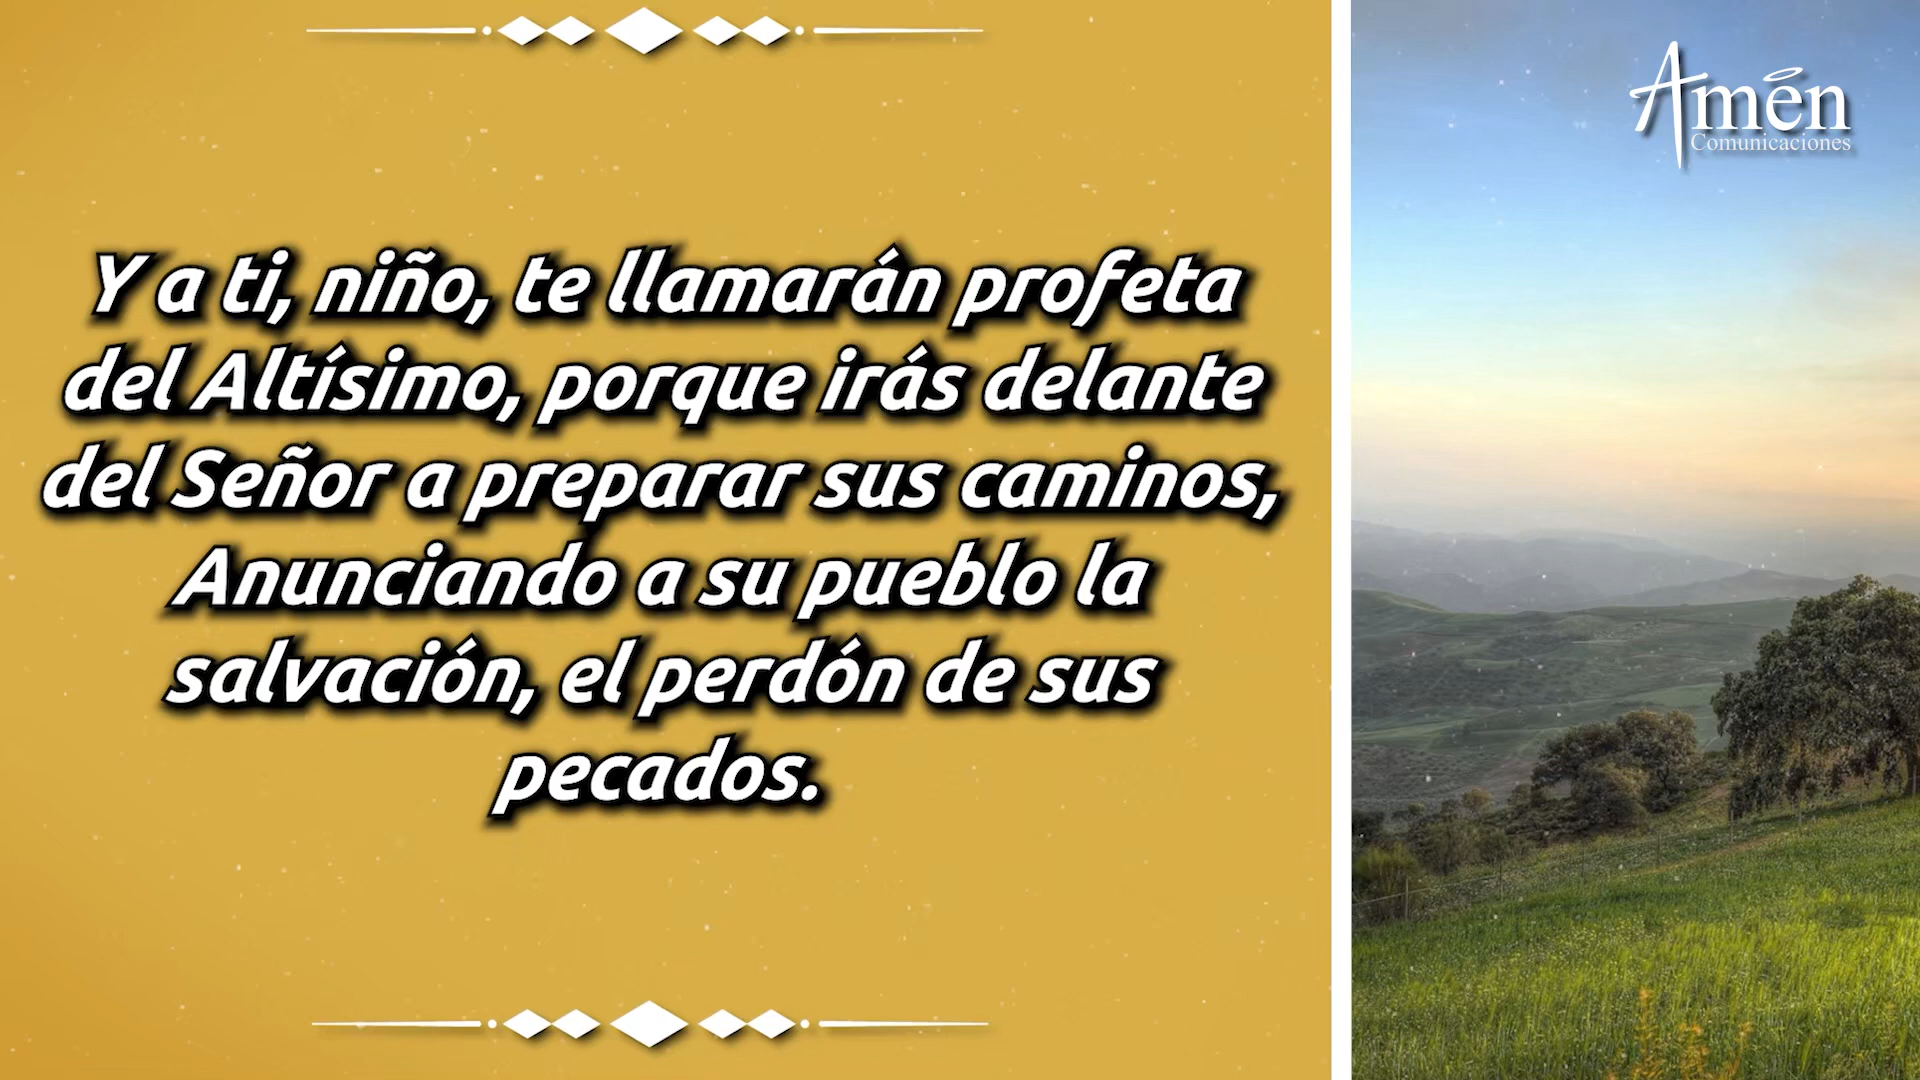 Y a ti, niño, te llamarán profeta
del Altísimo, porque irás delante
del Señor a preparar sus caminos,
Anunciando a su pueblo la
salvación, el perdón de sus
pecados.
Amén
Comunicaciones